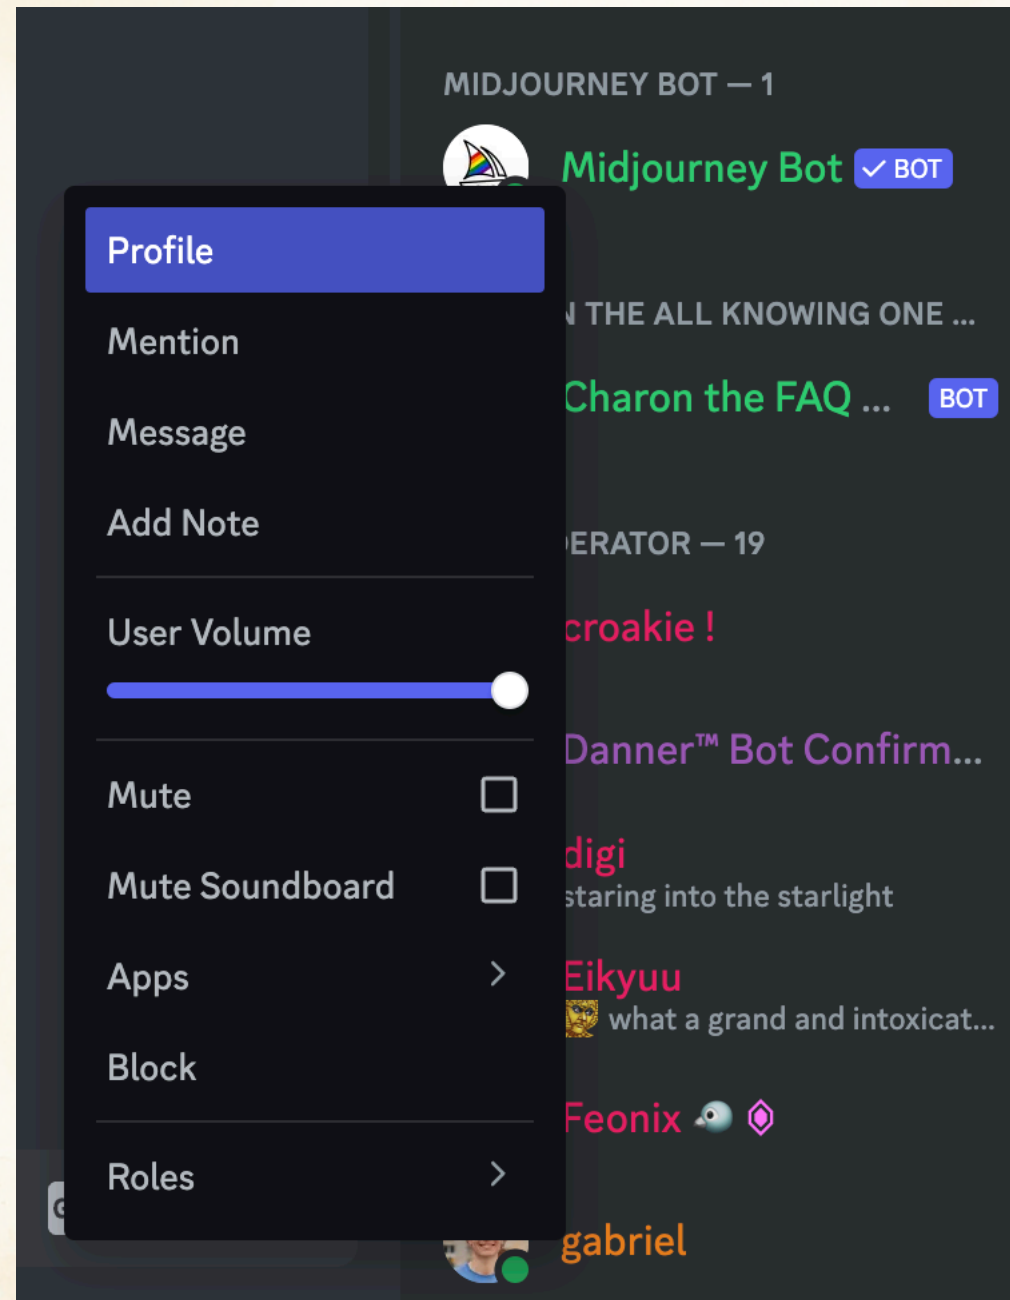 MIDJOURNEY BOT — 1
Midjourney Bot ✓ BOT
Profile
Mention
Message
Add Note
User Volume
Mute
Mute Soundboard
Apps
Block
Roles
THE ALL KNOWING ONE ...
Charon the FAQ ... BOT
ERATOR — 19
croakie !
Danner™ Bot Confirm...
digi
staring into the starlight
Eikyuu
what a grand and intoxicat...
Feonix
gabriel